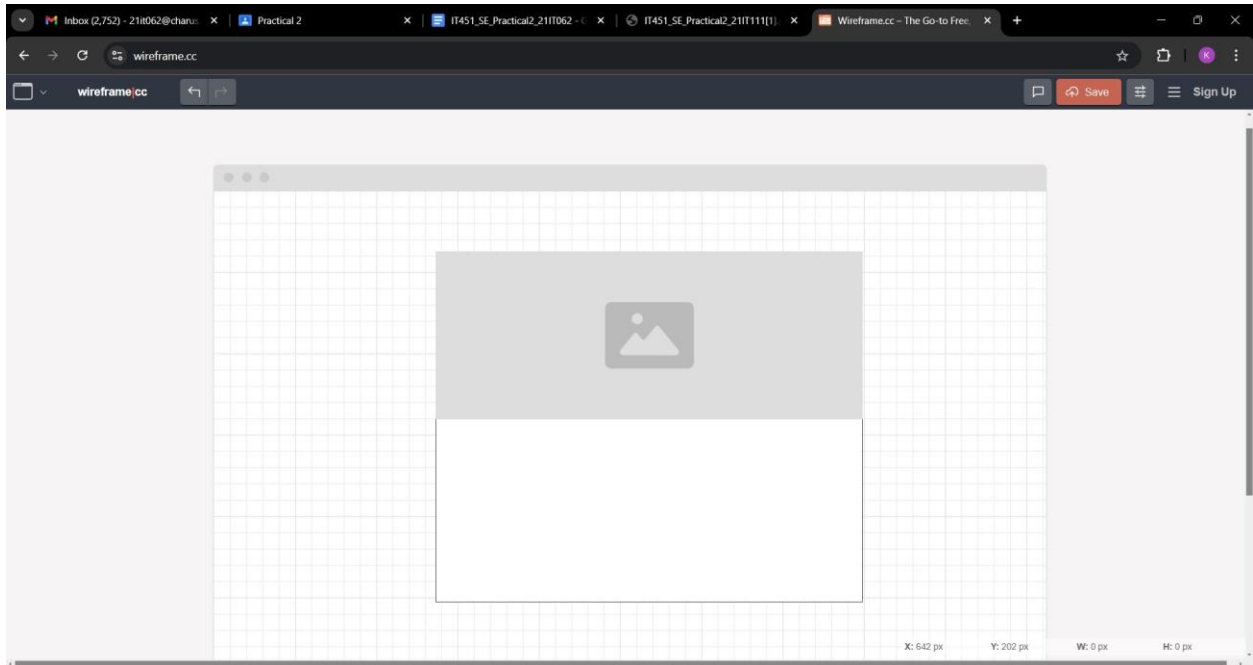 Inbox (2,752) - 21it062@charus
Practical 2
IT451_SE_Practical2_21IT062 - G
IT451_SE_Practical2_21IT111[1]
Wireframe.cc – The Go-to Free,
wireframe.cc
K
wireframe|cc
Save
Sign Up
X: 642 px
Y: 202 px
W: 0 px
H: 0 px